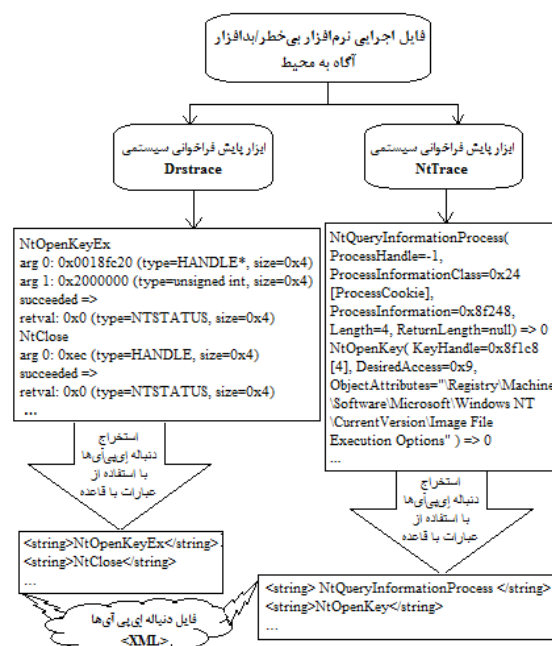 فایل اجرایی نرم‌افزار بی‌خطر/بدافزار
آگاه به محیط
ابزار پایش فراخوانی سیستمی
Drstrace
ابزار پایش فراخوانی سیستمی
NtTrace
NtOpenKeyEx
arg 0: 0x0018fc20 (type=HANDLE*, size=0x4)
arg 1: 0x2000000 (type=unsigned int, size=0x4)
succeeded =>
retval: 0x0 (type=NTSTATUS, size=0x4)
NtClose
arg 0: 0xec (type=HANDLE, size=0x4)
succeeded =>
retval: 0x0 (type=NTSTATUS, size=0x4)
...
NtQueryInformationProcess(
ProcessHandle=-1,
ProcessInformationClass=0x24
[ProcessCookie],
ProcessInformation=0x8f248,
Length=4, ReturnLength=null) => 0
NtOpenKey( KeyHandle=0x8f1c8
[4], DesiredAccess=0x9,
ObjectAttributes="\Registry\Machine
\Software\Microsoft\Windows NT
\CurrentVersion\Image File
Execution Options" ) => 0
...
استخراج
دنباله اِی‌پی‌آی‌ها
با استفاده از
عبارات با قاعده
استخراج
دنباله اِی‌پی‌آی‌ها
با استفاده از
عبارات با قاعده
<string>NtOpenKeyEx</string>
<string>NtClose</string>
...
<string> NtQueryInformationProcess </string>
<string>NtOpenKey</string>
...
فایل دنباله اِی‌پی‌آی‌ها
<XML>